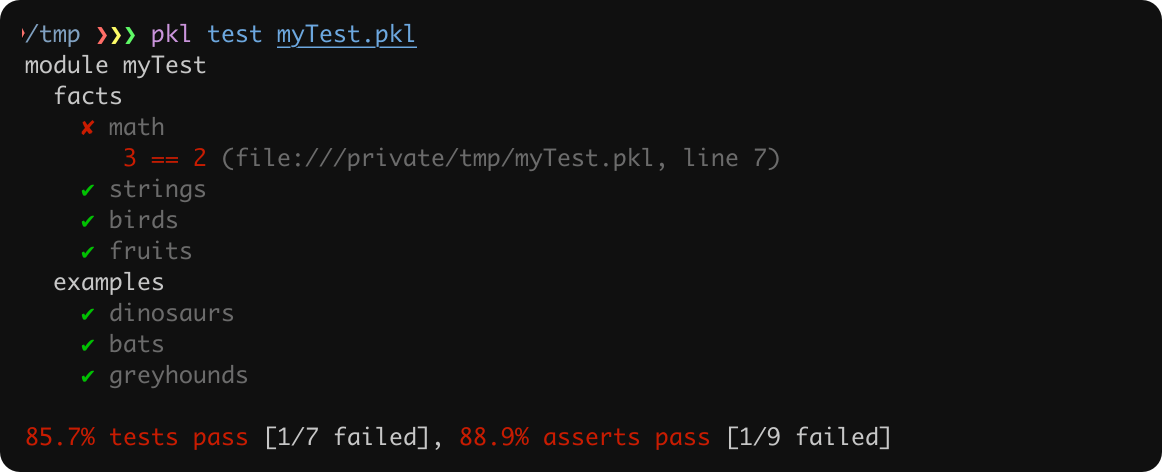 /tmp ❯❯❯ pkl test myTest.pkl
module myTest
  facts
    ✘ math
       3 == 2 (file:///private/tmp/myTest.pkl, line 7)
    ✔ strings
    ✔ birds
    ✔ fruits
  examples
    ✔ dinosaurs
    ✔ bats
    ✔ greyhounds

85.7% tests pass [1/7 failed], 88.9% asserts pass [1/9 failed]